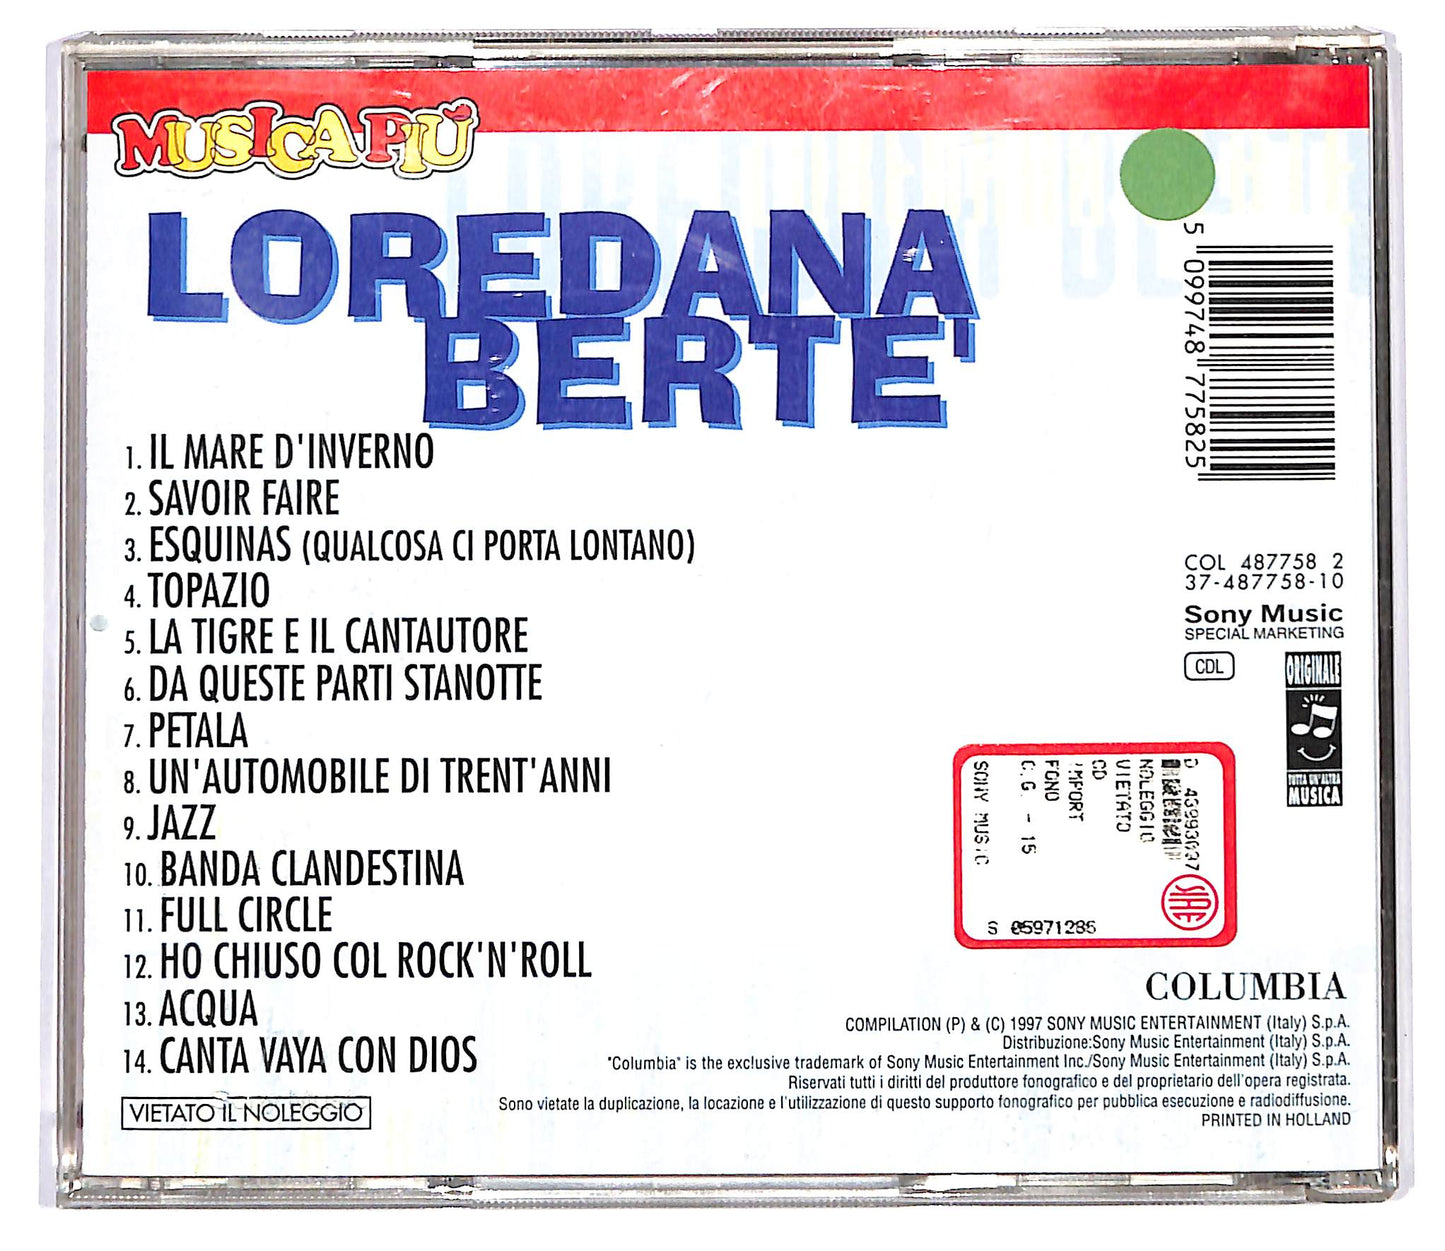 MUSICA PIÙ
LOREDANA
BERTE'
1. IL MARE D'INVERNO
2. SAVOIR FAIRE
3. ESQUINAS (QUALCOSA CI PORTA LONTANO)
4. TOPAZIO
5. LA TIGRE E IL CANTAUTORE
6. DA QUESTE PARTI STANOTTE
7. PETALA
8. UN'AUTOMOBILE DI TRENT'ANNI
9. JAZZ
10. BANDA CLANDESTINA
11. FULL CIRCLE
12. HO CHIUSO COL ROCK'N'ROLL
13. ACQUA
14. CANTA VAYA CON DIOS
VIETATO IL NOLEGGIO
5 099748 775825
COL 487758 2
37-487758-10
Sony Music
SPECIAL MARKETING
CDL
ORIGINALE
TUTTA UN'ALTRA
MUSICA
D 43993037
NOLEGGIO
VIETATO
CD
IMPORT
FONO
C.G. - 15
SONY MUSIC
SIAE
S 05971286
COLUMBIA
COMPILATION (P) & (C) 1997 SONY MUSIC ENTERTAINMENT (Italy) S.p.A.
Distribuzione:Sony Music Entertainment (Italy) S.p.A.
"Columbia" is the exclusive trademark of Sony Music Entertainment Inc./Sony Music Entertainment (Italy) S.p.A.
Riservati tutti i diritti del produttore fonografico e del proprietario dell'opera registrata.
Sono vietate la duplicazione, la locazione e l'utilizzazione di questo supporto fonografico per pubblica esecuzione e radiodiffusione.
PRINTED IN HOLLAND